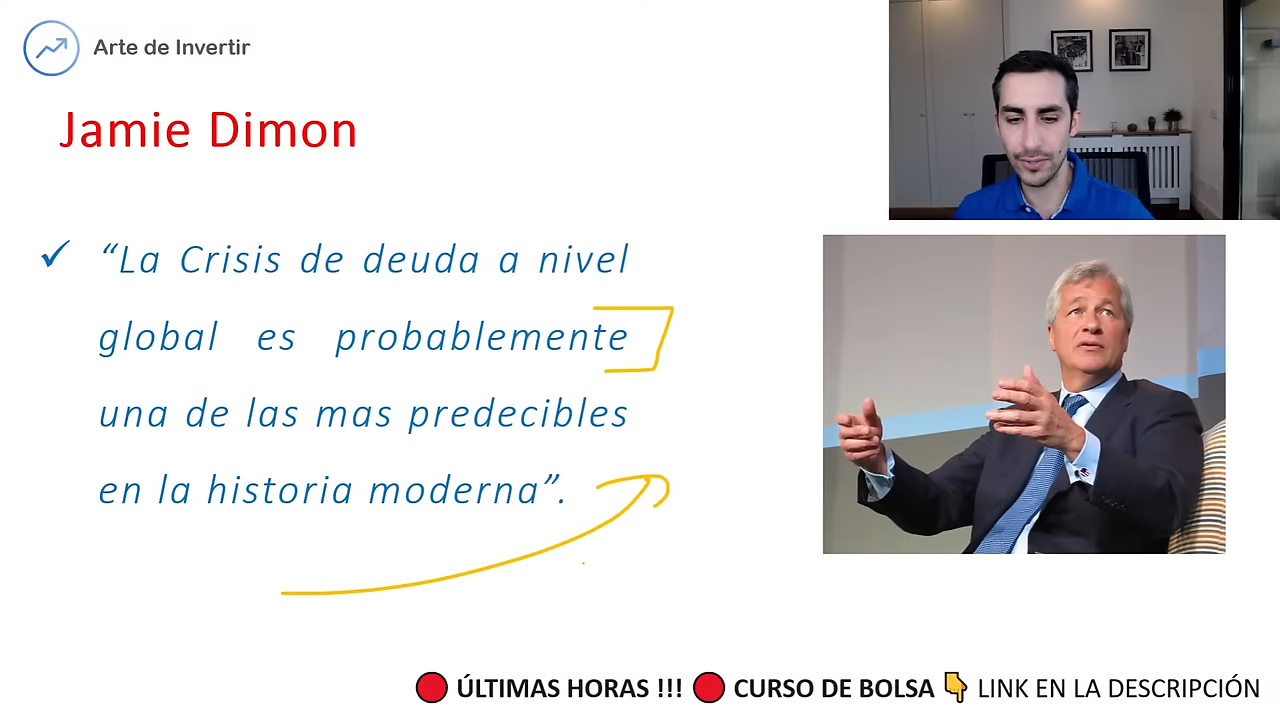 Arte de Invertir
Jamie Dimon
“La Crisis de deuda a nivel
global es probablemente
una de las mas predecibles
en la historia moderna”.
ÚLTIMAS HORAS !!! CURSO DE BOLSA LINK EN LA DESCRIPCIÓN